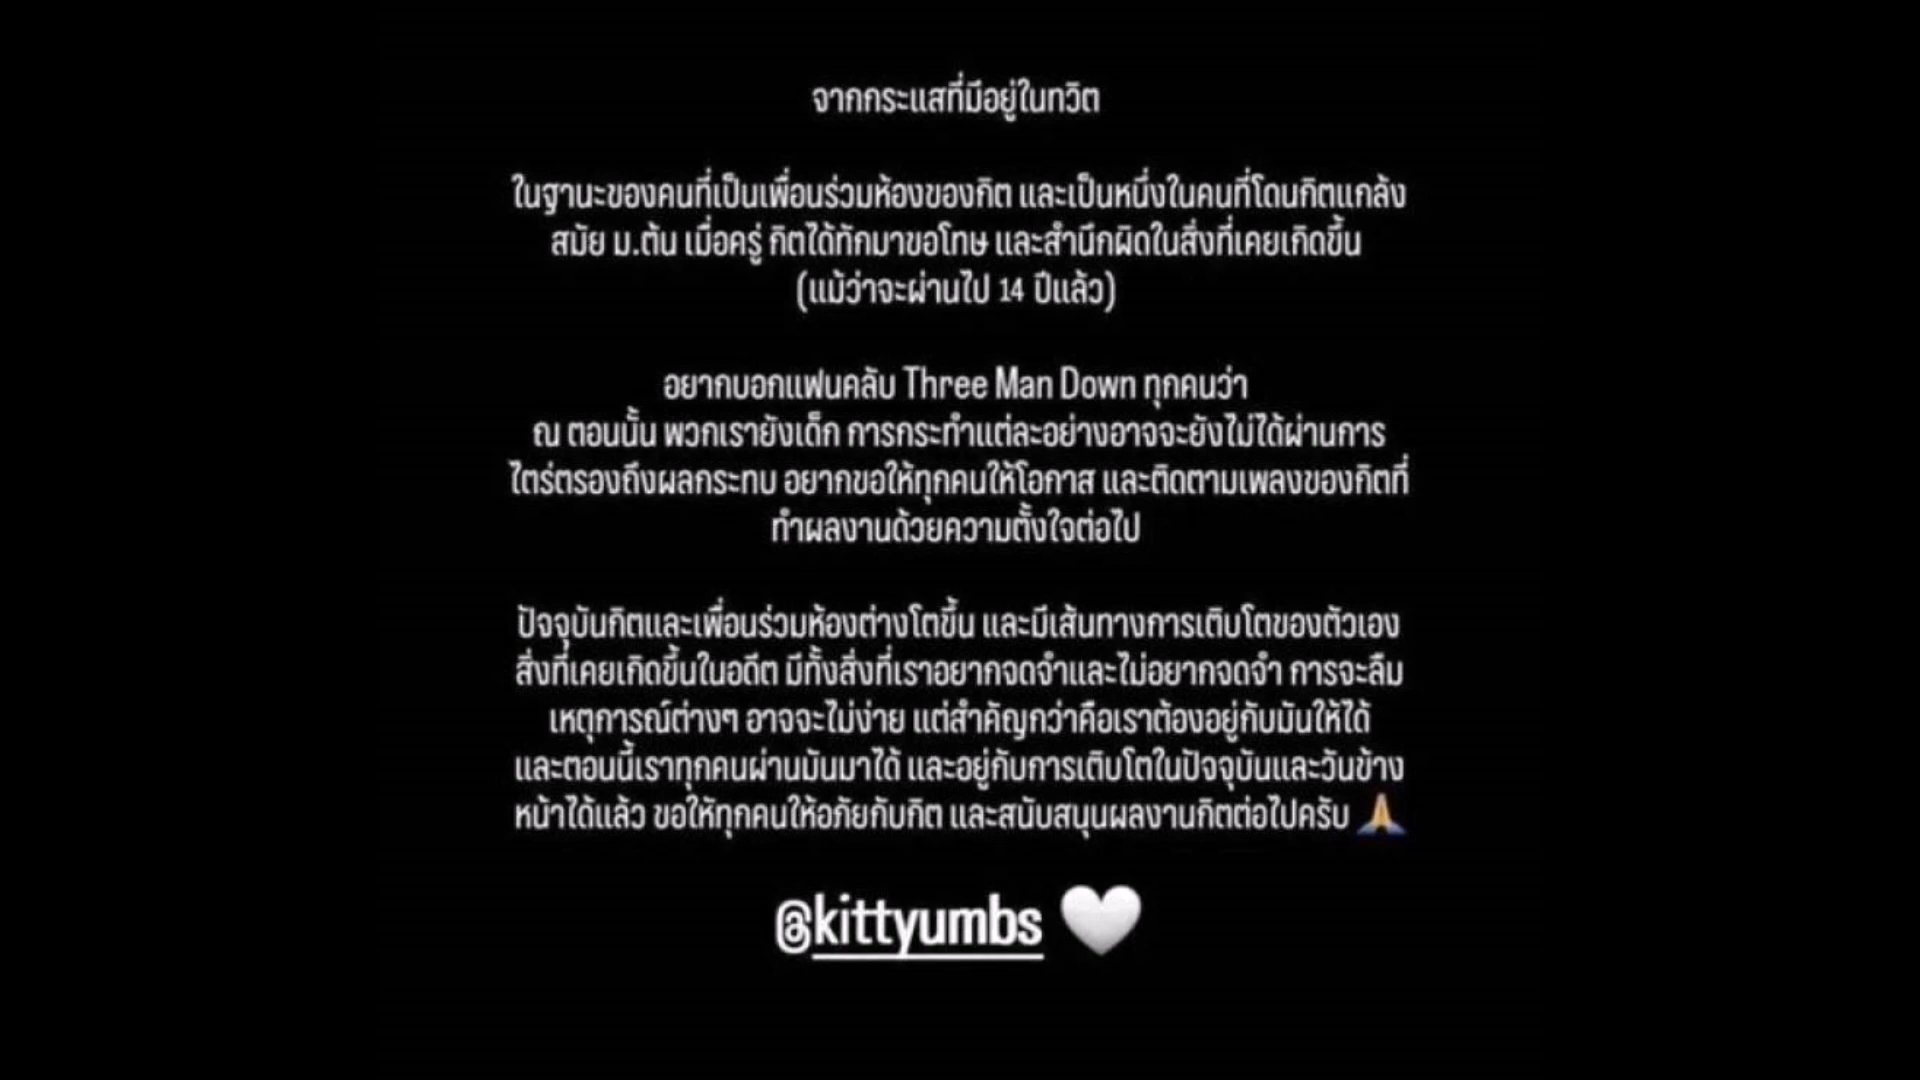 จากกระแสที่มีอยู่ในทวิต
ในฐานะของคนที่เป็นเพื่อนร่วมห้องของกิต และเป็นหนึ่งในคนที่โดนกิตแกล้ง
สมัย ม.ต้น เมื่อครู่ กิตได้ทักมาขอโทษ และสำนึกผิดในสิ่งที่เคยเกิดขึ้น
(แม้ว่าจะผ่านไป 14 ปีแล้ว)
อยากบอกแฟนคลับ Three Man Down ทุกคนว่า
ณ ตอนนั้น พวกเรายังเด็ก การกระทำแต่ละอย่างอาจจะยังไม่ได้ผ่านการ
ไตร่ตรองถึงผลกระทบ อยากขอให้ทุกคนให้โอกาส และติดตามเพลงของกิตที่
ทำผลงานด้วยความตั้งใจต่อไป
ปัจจุบันกิตและเพื่อนร่วมห้องต่างโตขึ้น และมีเส้นทางการเติบโตของตัวเอง
สิ่งที่เคยเกิดขึ้นในอดีต มีทั้งสิ่งที่เราอยากจดจำและไม่อยากจดจำ การจะลืม
เหตุการณ์ต่างๆ อาจจะไม่ง่าย แต่สำคัญกว่าคือเราต้องอยู่กับมันให้ได้
และตอนนี้เราทุกคนผ่านมันมาได้ และอยู่กับการเติบโตในปัจจุบันและวันข้าง
หน้าได้แล้ว ขอให้ทุกคนให้อภัยกับกิต และสนับสนุนผลงานกิตต่อไปครับ 🙏
@kittyumbs 🤍